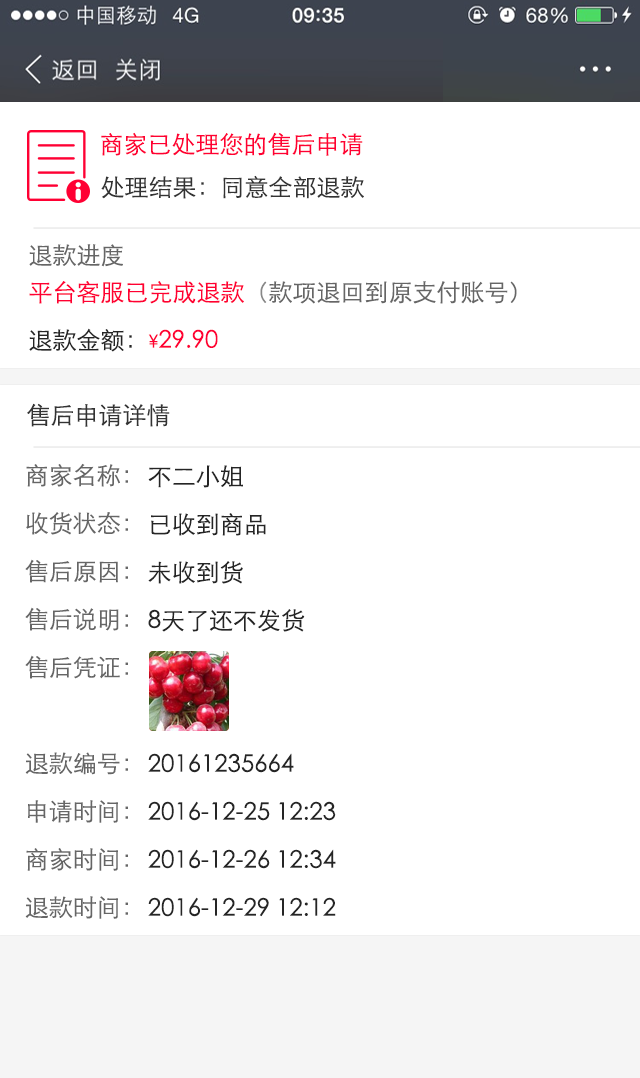 中国移动 4G 09:35 68%
返回 关闭
商家已处理您的售后申请
处理结果：同意全部退款
退款进度
平台客服已完成退款（款项退回到原支付账号）
退款金额：¥29.90
售后申请详情
商家名称：不二小姐
收货状态：已收到商品
售后原因：未收到货
售后说明：8天了还不发货
售后凭证：
退款编号：20161235664
申请时间：2016-12-25 12:23
商家时间：2016-12-26 12:34
退款时间：2016-12-29 12:12